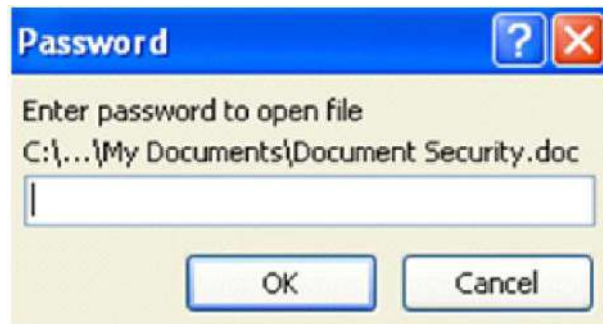 Password
Enter password to open file
C:\...\My Documents\Document Security.doc
OK Cancel